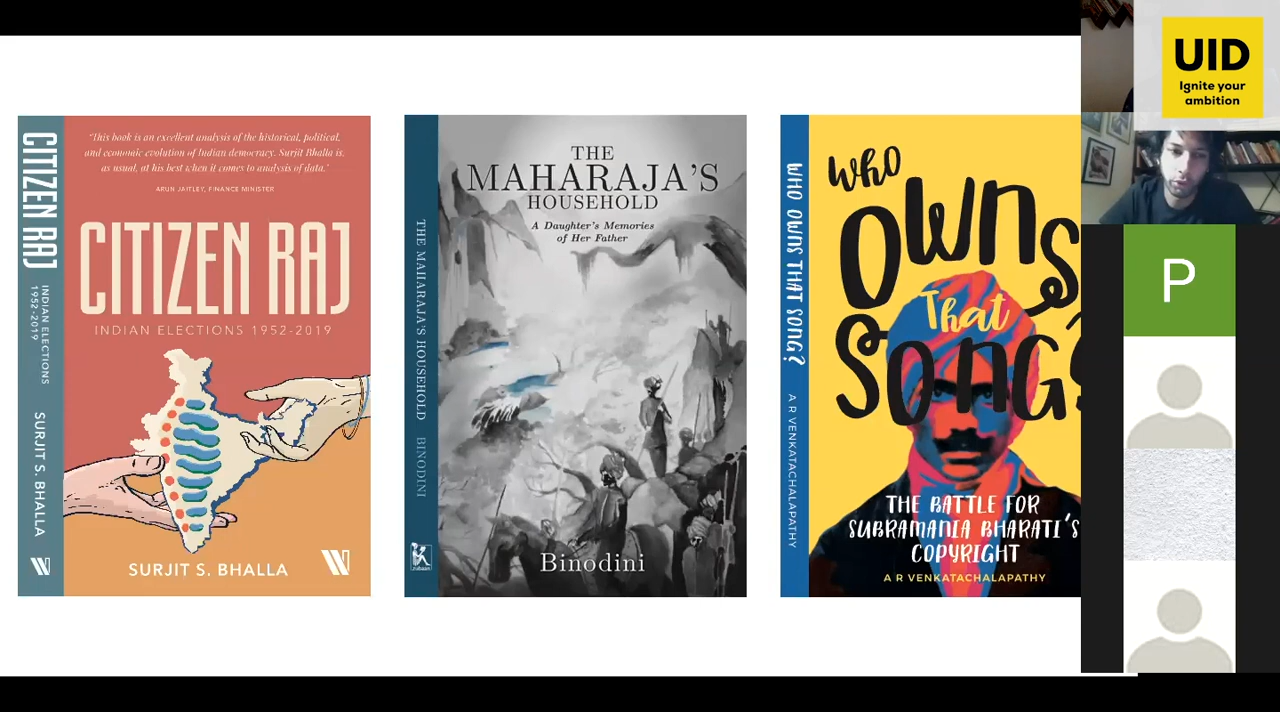 CITIZEN RAJ
INDIAN ELECTIONS
1952-2019
SURJIT S. BHALLA
"This book is an excellent analysis of the historical, political,
and economic evolution of Indian democracy. Surjit Bhalla is,
as usual, at his best when it comes to analysis of data."
ARUN JAITLEY, FINANCE MINISTER
CITIZEN RAJ
INDIAN ELECTIONS 1952-2019
SURJIT S. BHALLA
THE MAHARAJA'S HOUSEHOLD
BINODINI
THE
MAHARAJA'S
HOUSEHOLD
A Daughter's Memories
of Her Father
Binodini
WHO OWNS THAT SONG?
A R VENKATACHALAPATHY
Who
OWNS
That
SONG?
THE BATTLE FOR
SUBRAMANIA BHARATI'S
COPYRIGHT
A R VENKATACHALAPATHY
UID
Ignite your
ambition
P